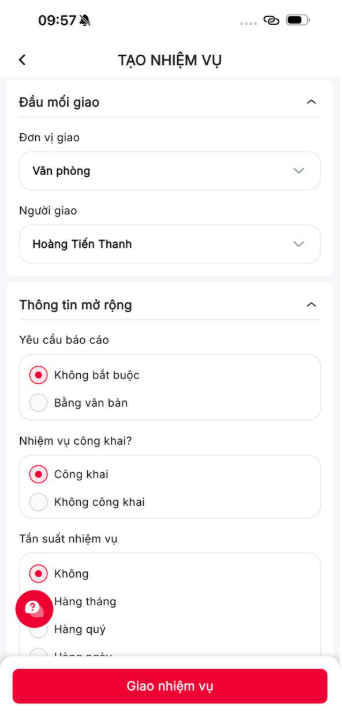 09:57
TẠO NHIỆM VỤ
Đầu mối giao
Đơn vị giao
Văn phòng
Người giao
Hoàng Tiến Thanh
Thông tin mở rộng
Yêu cầu báo cáo
Không bắt buộc
Bằng văn bản
Nhiệm vụ công khai?
Công khai
Không công khai
Tần suất nhiệm vụ
Không
Hàng tháng
?
Hàng quý
Hàng ngày
Giao nhiệm vụ